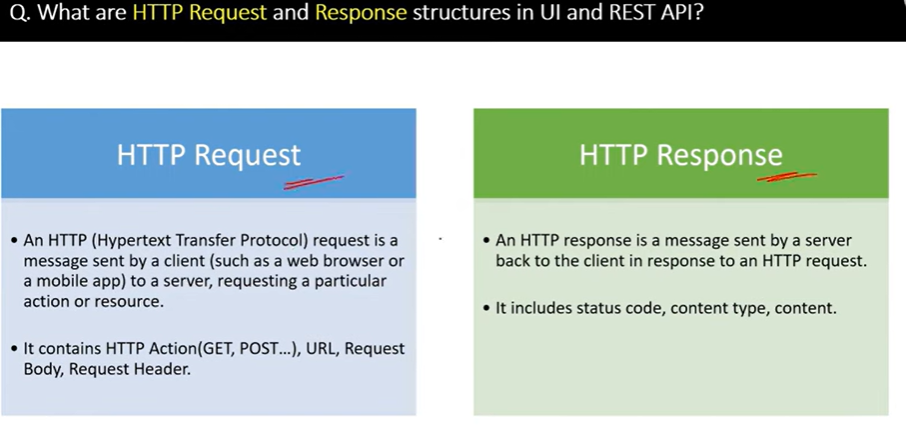 Q. What are HTTP Request and Response structures in UI and REST API?
HTTP Request
• An HTTP (Hypertext Transfer Protocol) request is a
message sent by a client (such as a web browser or
a mobile app) to a server, requesting a particular
action or resource.
• It contains HTTP Action(GET, POST...), URL, Request
Body, Request Header.
HTTP Response
• An HTTP response is a message sent by a server
back to the client in response to an HTTP request.
• It includes status code, content type, content.